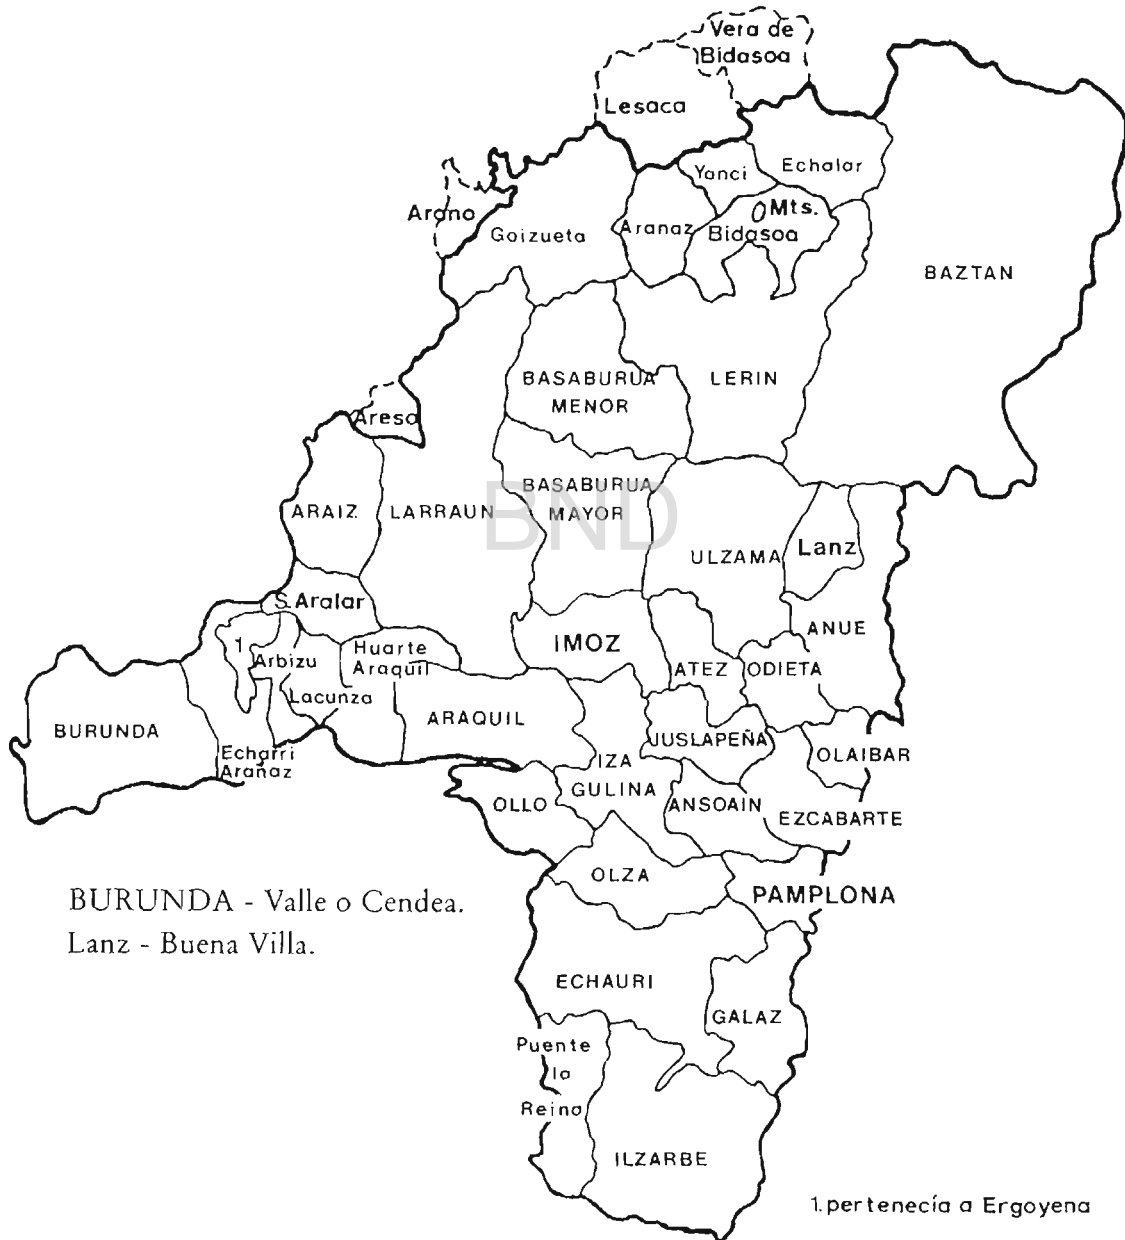 Vera de
Bidasoa
Lesaca
Yanci
Echalar
Arano
Goizueta
Aranaz
Mts.
Bidasoa
BAZTAN
BASABURUA
MENOR
LERIN
Areso
ARAIZ
LARRAUN
BASABURUA
MAYOR
BND
ULZAMA
Lanz
S.Aralar
IMOZ
ANUE
1
Arbizu
Huarte
Araquil
ATEZ
ODIETA
Lacunza
BURUNDA
ARAQUIL
Echarri
Arañaz
JUSLAPEÑA
OLAIBAR
IZA
GULINA
OLLO
ANSOAIN
EZCABARTE
OLZA
PAMPLONA
BURUNDA - Valle o Cendea.
Lanz - Buena Villa.
ECHAURI
GALAZ
Puente
la
Reina
ILZARBE
1.pertenecía a Ergoyena